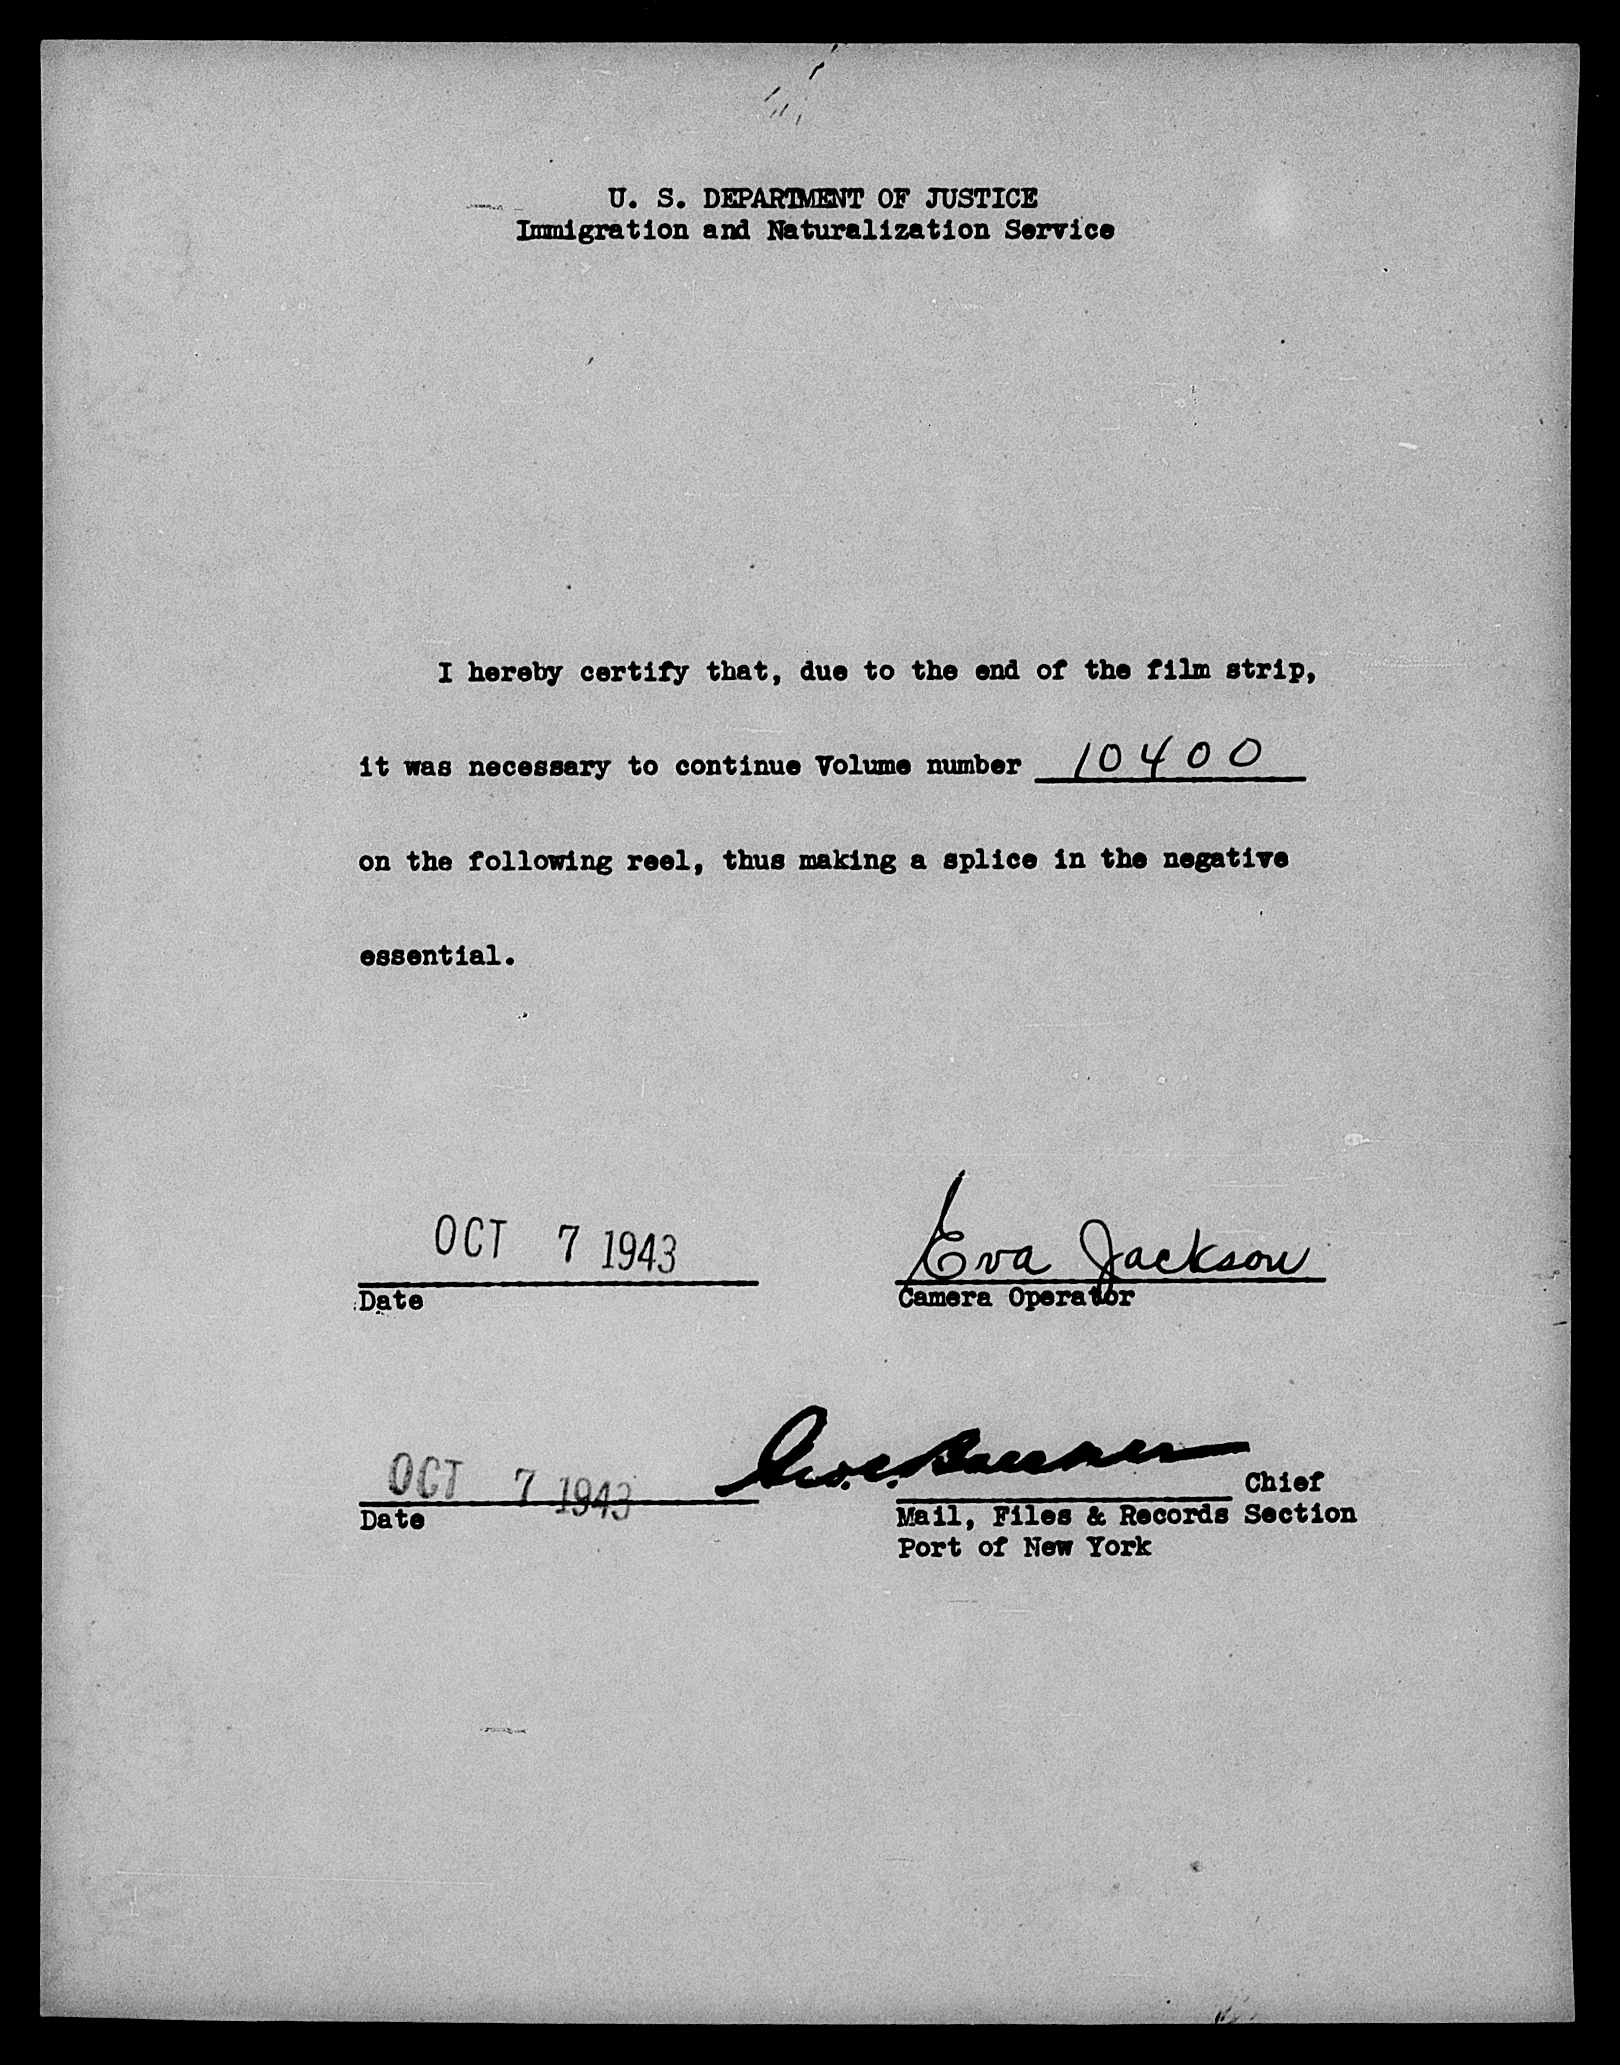 U. S. DEPARTMENT OF JUSTICE
Immigration and Naturalization Service
I hereby certify that, due to the end of the film strip,
it was necessary to continue Volume number 10400
on the following reel, thus making a splice in the negative
essential.
OCT 7 1943 Eva Jackson
Date Camera Operator
OCT 7 1943 Geo. C. Chief
Date Mail, Files & Records Section
Port of New York